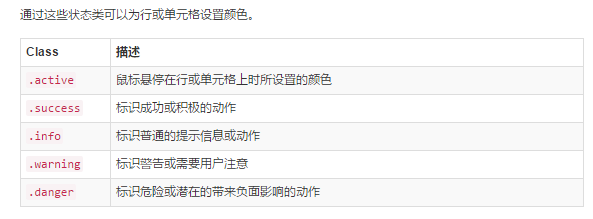 通过这些状态类可以为行或单元格设置颜色。
Class 描述
.active 鼠标悬停在行或单元格上时所设置的颜色
.success 标识成功或积极的动作
.info 标识普通的提示信息或动作
.warning 标识警告或需要用户注意
.danger 标识危险或潜在的带来负面影响的动作